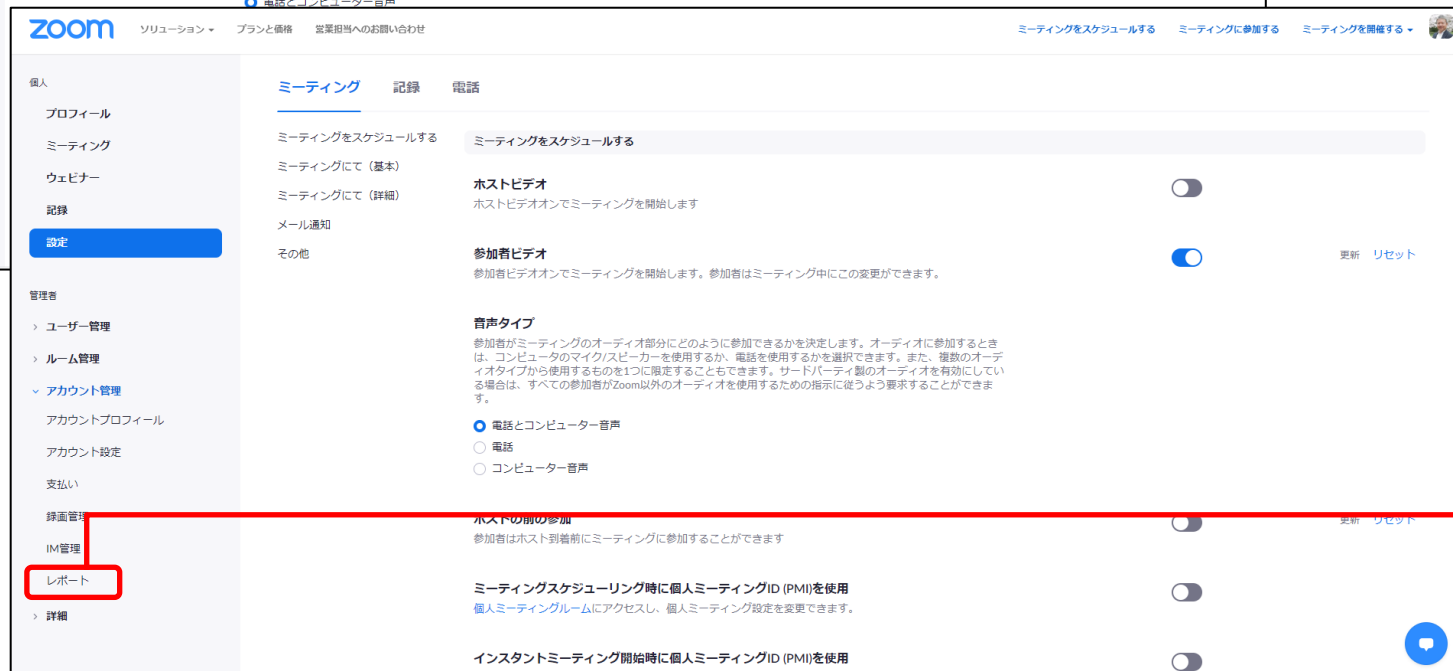 電話とコンピューター音声
zoom ソリューション プランと価格 営業担当へのお問い合わせ ミーティングをスケジュールする ミーティングに参加する ミーティングを開催する
個人
プロフィール
ミーティング
ウェビナー
記録
設定
管理者
ユーザー管理
ルーム管理
アカウント管理
アカウントプロフィール
アカウント設定
支払い
録画管理
IM管理
レポート
詳細
ミーティング 記録 電話
ミーティングをスケジュールする
ミーティングにて（基本）
ミーティングにて（詳細）
メール通知
その他
ミーティングをスケジュールする
ホストビデオ
ホストビデオオンでミーティングを開始します
参加者ビデオ
参加者ビデオオンでミーティングを開始します。参加者はミーティング中にこの変更ができます。
更新 リセット
音声タイプ
参加者がミーティングのオーディオ部分にどのように参加できるかを決定します。オーディオに参加するとき
は、コンピュータのマイク/スピーカーを使用するか、電話を使用するかを選択できます。また、複数のオーデ
ィオタイプから使用するものを1つに限定することもできます。サードパーティ製のオーディオを有効にしてい
る場合は、すべての参加者がZoom以外のオーディオを使用するための指示に従うよう要求することができま
す。
電話とコンピューター音声
電話
コンピューター音声
ホストの前の参加
参加者はホスト到着前にミーティングに参加することができます
更新 リセット
ミーティングスケジューリング時に個人ミーティングID (PMI)を使用
個人ミーティングルームにアクセスし、個人ミーティング設定を変更できます。
インスタントミーティング開始時に個人ミーティングID (PMI)を使用